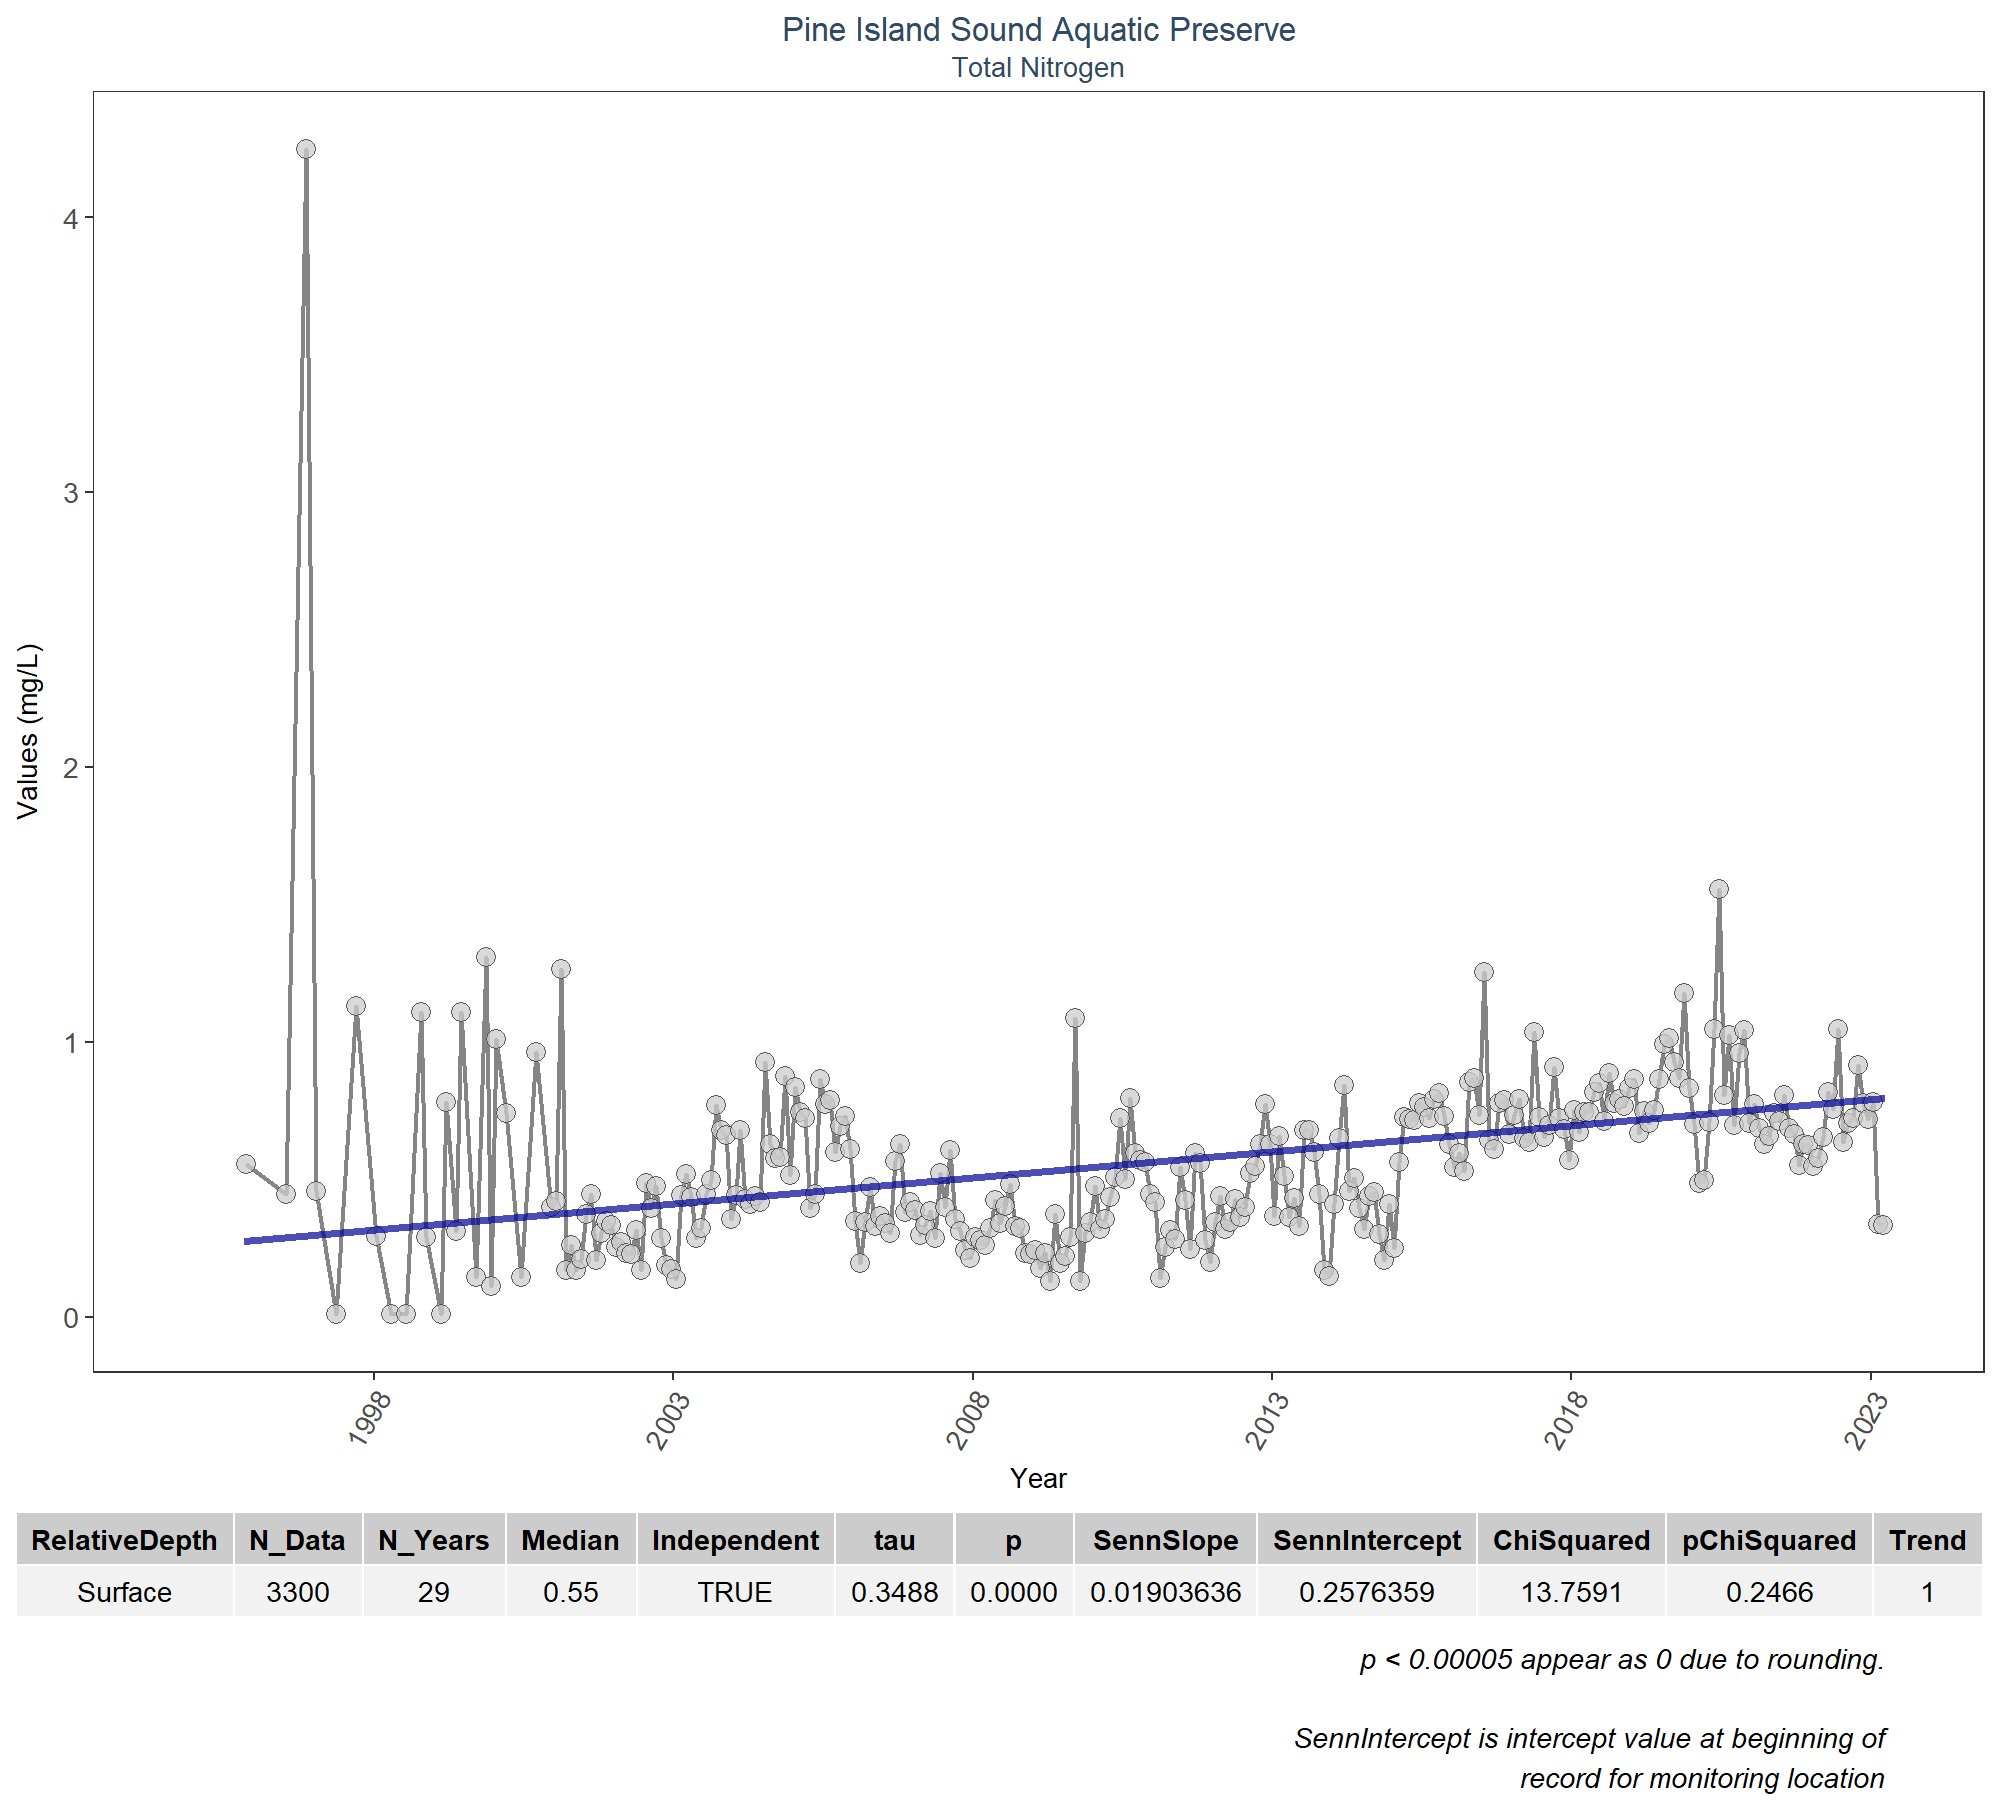 Pine Island Sound Aquatic Preserve
Total Nitrogen
4
3
2
1
0
Values (mg/L)
1998 2003 2008 2013 2018 2023
Year
RelativeDepth N_Data N_Years Median Independent tau p SennSlope SennIntercept ChiSquared pChiSquared Trend
Surface 3300 29 0.55 TRUE 0.3488 0.0000 0.01903636 0.2576359 13.7591 0.2466 1
p < 0.00005 appear as 0 due to rounding.
SennIntercept is intercept value at beginning of
record for monitoring location